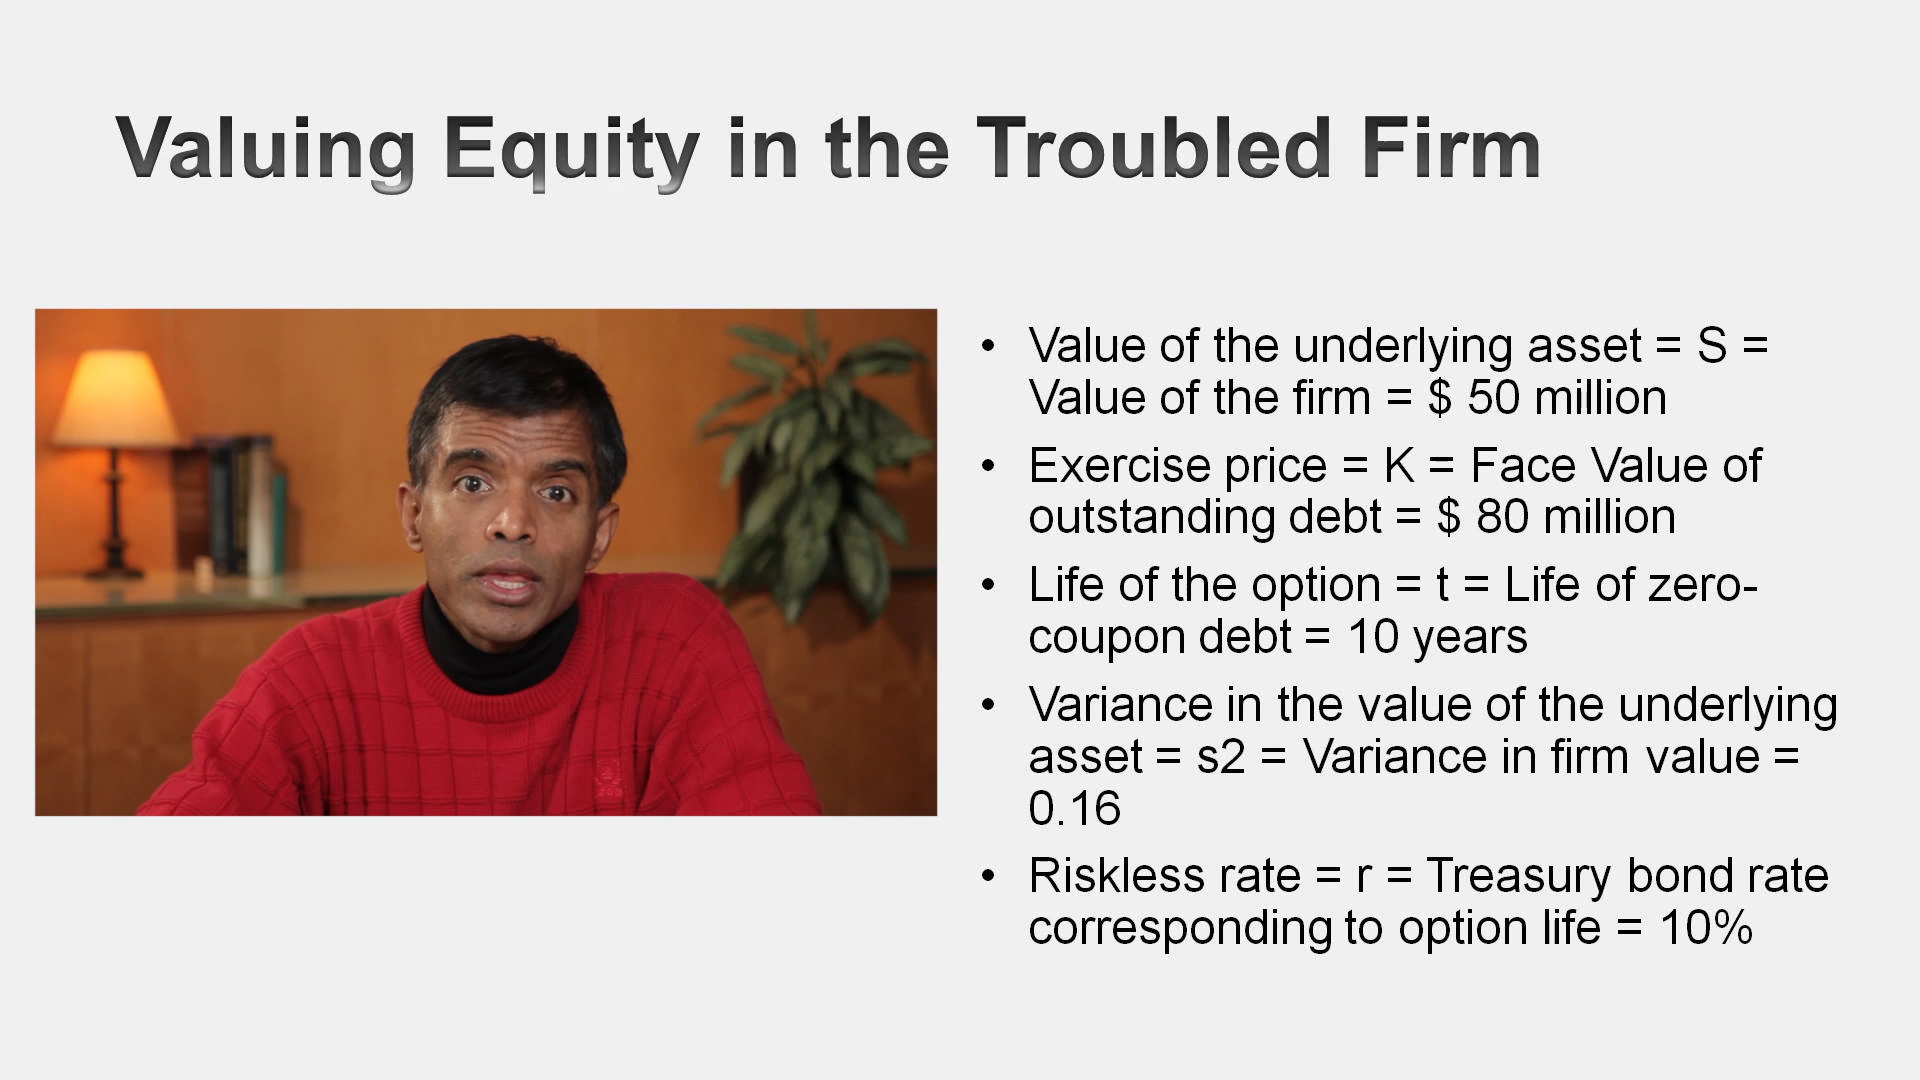 Valuing Equity in the Troubled Firm
• Value of the underlying asset = S =
Value of the firm = $ 50 million
• Exercise price = K = Face Value of
outstanding debt = $ 80 million
• Life of the option = t = Life of zero-
coupon debt = 10 years
• Variance in the value of the underlying
asset = s2 = Variance in firm value =
0.16
• Riskless rate = r = Treasury bond rate
corresponding to option life = 10%